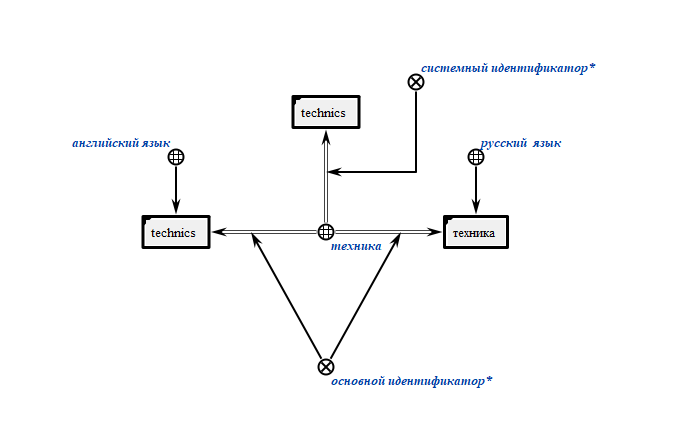 системный идентификатор*
technics
английский язык
русский язык
technics
техника
техника
основной идентификатор*